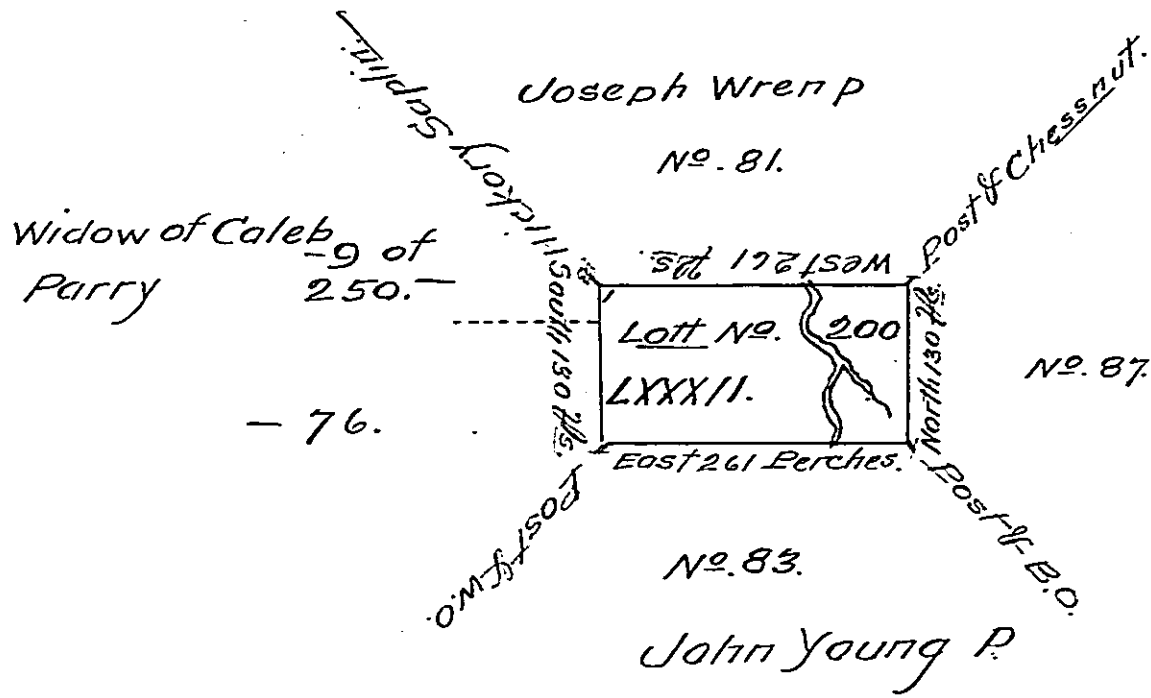 Joseph Wren P
Nº. 81.
Hickory Saplin.
Post & Chessnut.
Widow of Caleb
Parry
-9 of
250.-
West 261 Ps.
South 130 Ps.
Lott Nº. 200
LXXXII.
North 130 Ps.
Nº. 87.
- 76.
East 261 Perches.
Post & W.O.
Post & B.O.
Nº. 83.
John Young P.